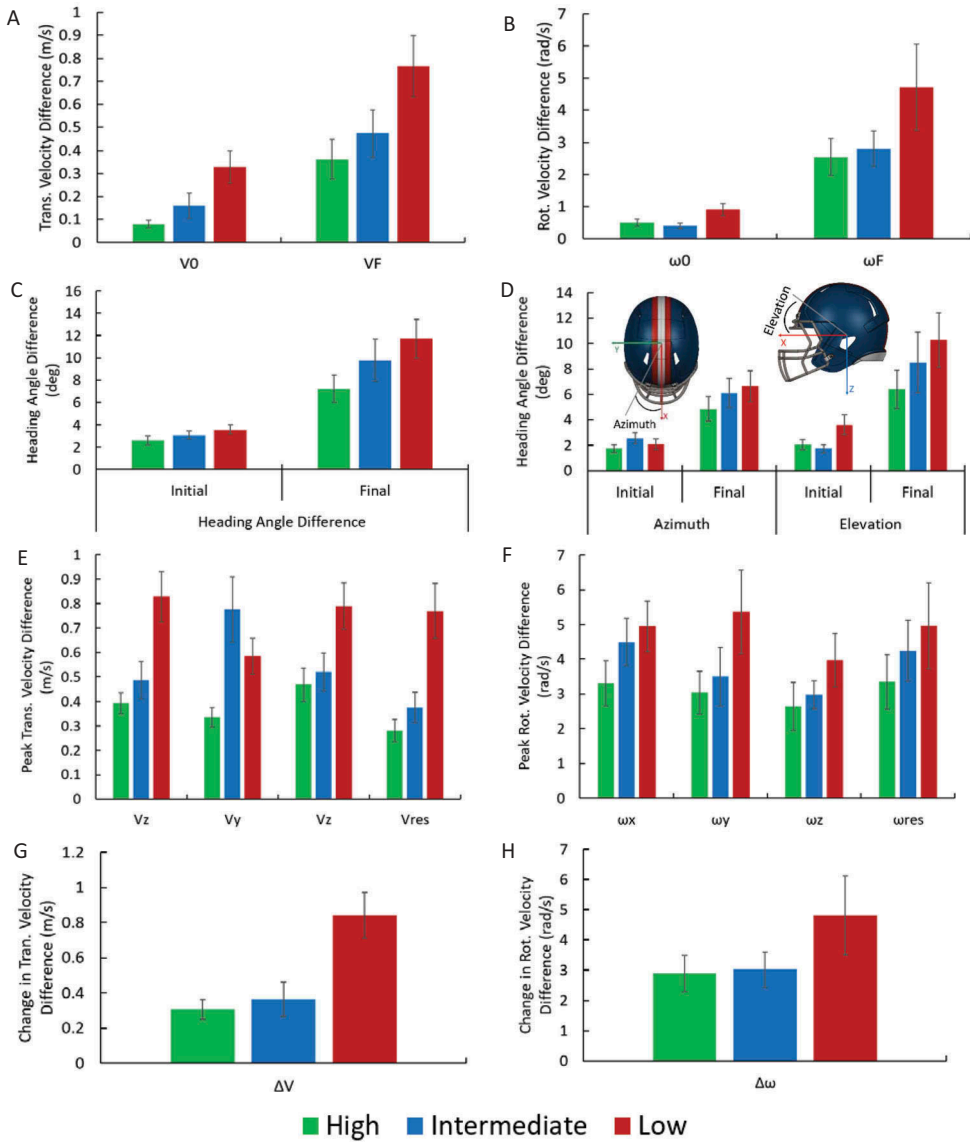 A
Trans. Velocity Difference (m/s)
1
0.9
0.8
0.7
0.6
0.5
0.4
0.3
0.2
0.1
0
V0 VF
B
Rot. Velocity Difference (rad/s)
7
6
5
4
3
2
1
0
ω0 ωF
C
Heading Angle Difference
(deg)
16
14
12
10
8
6
4
2
0
Initial Final
Heading Angle Difference
D
Heading Angle Difference
(deg)
14
12
10
8
6
4
2
0
Y
X
Azimuth
Elevation
X
Z
Initial Final Initial Final
Azimuth Elevation
E
Peak Trans. Velocity Difference
(m/s)
1
0.9
0.8
0.7
0.6
0.5
0.4
0.3
0.2
0.1
0
Vz Vy Vz Vres
F
Peak Rot. Velocity Difference
(rad/s)
7
6
5
4
3
2
1
0
ωx ωy ωz ωres
G
Change in Tran. Velocity
Difference (m/s)
1.2
1
0.8
0.6
0.4
0.2
0
ΔV
H
Change in Rot. Velocity
Difference (rad/s)
7
6
5
4
3
2
1
0
Δω
High Intermediate Low